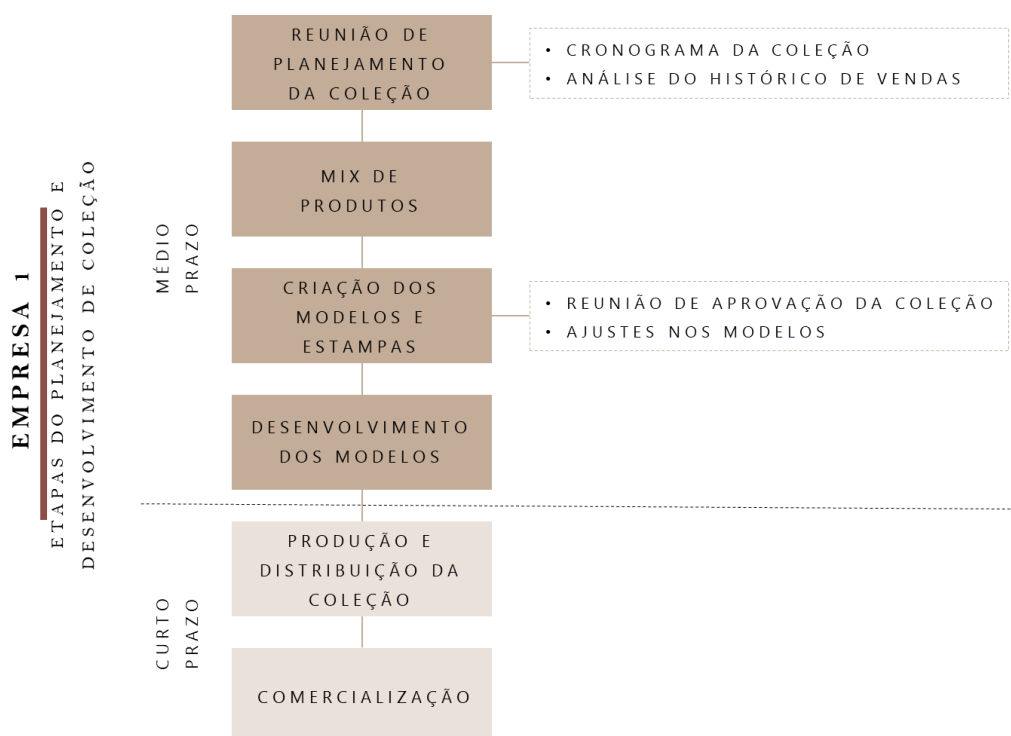 EMPRESA 1
ETAPAS DO PLANEJAMENTO E
DESENVOLVIMENTO DE COLEÇÃO
MÉDIO
PRAZO
REUNIÃO DE
PLANEJAMENTO
DA COLEÇÃO
• CRONOGRAMA DA COLEÇÃO
• ANÁLISE DO HISTÓRICO DE VENDAS
MIX DE
PRODUTOS
CRIAÇÃO DOS
MODELOS E
ESTAMPAS
• REUNIÃO DE APROVAÇÃO DA COLEÇÃO
• AJUSTES NOS MODELOS
DESENVOLVIMENTO
DOS MODELOS
CURTO
PRAZO
PRODUÇÃO E
DISTRIBUIÇÃO DA
COLEÇÃO
COMERCIALIZAÇÃO